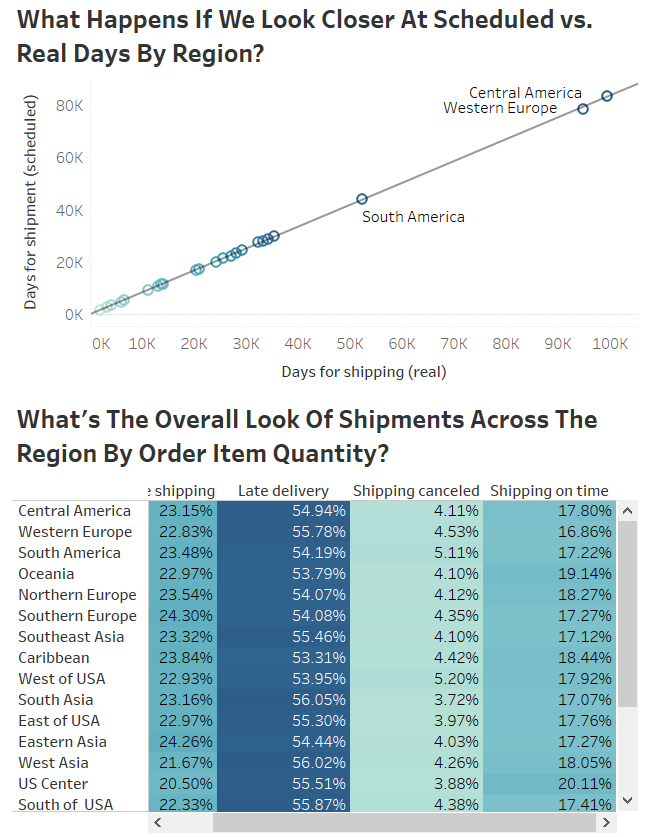 What Happens If We Look Closer At Scheduled vs.
Real Days By Region?
Days for shipment (scheduled)
80K
60K
40K
20K
0K
Central America
Western Europe
South America
0K 10K 20K 30K 40K 50K 60K 70K 80K 90K 100K
Days for shipping (real)
What's The Overall Look Of Shipments Across The
Region By Order Item Quantity?
shipping Late delivery Shipping canceled Shipping on time
Central America 23.15% 54.94% 4.11% 17.80%
Western Europe 22.83% 55.78% 4.53% 16.86%
South America 23.48% 54.19% 5.11% 17.22%
Oceania 22.97% 53.79% 4.10% 19.14%
Northern Europe 23.54% 54.07% 4.12% 18.27%
Southern Europe 24.30% 54.08% 4.35% 17.27%
Southeast Asia 23.32% 55.46% 4.10% 17.12%
Caribbean 23.84% 53.31% 4.42% 18.44%
West of USA 22.93% 53.95% 5.20% 17.92%
South Asia 23.16% 56.05% 3.72% 17.07%
East of USA 22.97% 55.30% 3.97% 17.76%
Eastern Asia 24.26% 54.44% 4.03% 17.27%
West Asia 21.67% 56.02% 4.26% 18.05%
US Center 20.50% 55.51% 3.88% 20.11%
South of USA 22.33% 55.87% 4.38% 17.41%